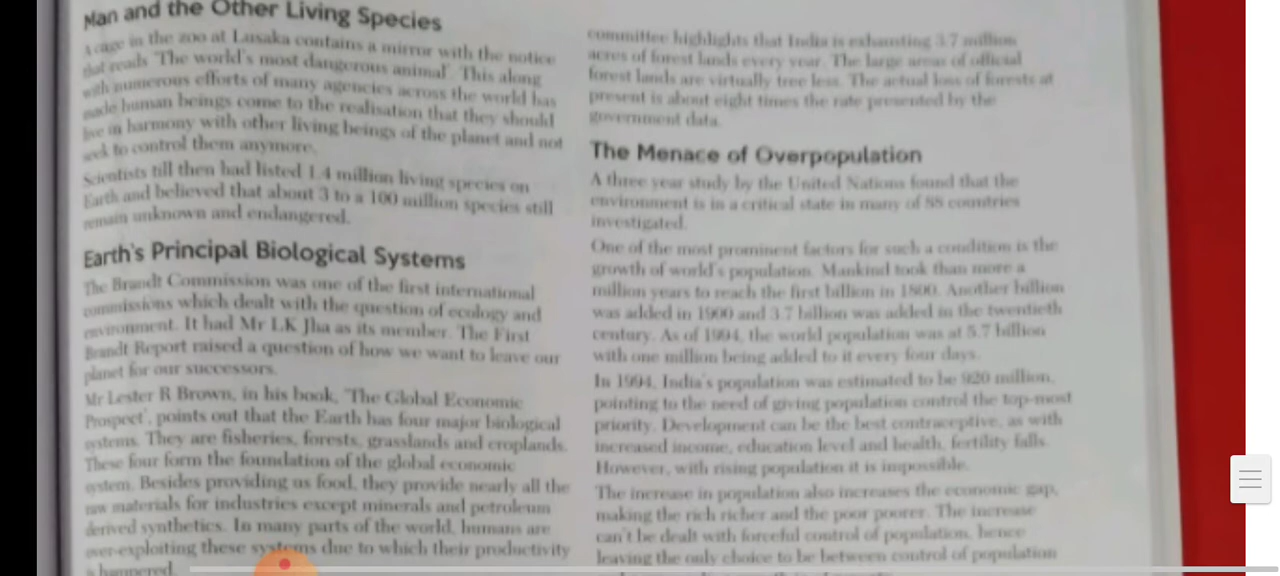 Man and the Other Living Species
A cage in the zoo at Lusaka contains a mirror with the notice
that reads 'The world's most dangerous animal'. This along
with numerous efforts of many agencies across the world has
made human beings come to the realisation that they should
live in harmony with other living beings of the planet and not
seek to control them anymore.
Scientists till then had listed 1.4 million living species on
Earth and believed that about 3 to a 100 million species still
remain unknown and endangered.
Earth's Principal Biological Systems
The Brandt Commission was one of the first international
commissions which dealt with the question of ecology and
environment. It had Mr LK Jha as its member. The First
Brandt Report raised a question of how we want to leave our
planet for our successors.
Mr Lester R Brown, in his book, 'The Global Economic
Prospect', points out that the Earth has four major biological
systems. They are fisheries, forests, grasslands and croplands.
These four form the foundation of the global economic
system. Besides providing us food, they provide nearly all the
raw materials for industries except minerals and petroleum
derived synthetics. In many parts of the world, humans are
over-exploiting these systems due to which their productivity
is hampered.
committee highlights that India is exhausting 3.7 million
acres of forest lands every year. The large areas of official
forest lands are virtually tree less. The actual loss of forests at
present is about eight times the rate presented by the
government data.
The Menace of Overpopulation
A three year study by the United Nations found that the
environment is in a critical state in many of 88 countries
investigated.
One of the most prominent factors for such a condition is the
growth of world's population. Mankind took than more a
million years to reach the first billion in 1800. Another billion
was added in 1900 and 3.7 billion was added in the twentieth
century. As of 1994, the world population was at 5.7 billion
with one million being added to it every four days.
In 1994, India's population was estimated to be 920 million,
pointing to the need of giving population control the top-most
priority. Development can be the best contraceptive, as with
increased income, education level and health, fertility falls.
However, with rising population it is impossible.
The increase in population also increases the economic gap,
making the rich richer and the poor poorer. The increase
can't be dealt with forceful control of population, hence
leaving the only choice to be between control of population